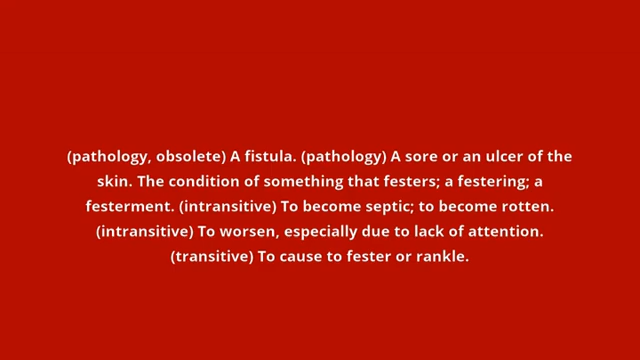 (pathology, obsolete) A fistula. (pathology) A sore or an ulcer of the
skin. The condition of something that festers; a festering; a
festerment. (intransitive) To become septic; to become rotten.
(intransitive) To worsen, especially due to lack of attention.
(transitive) To cause to fester or rankle.